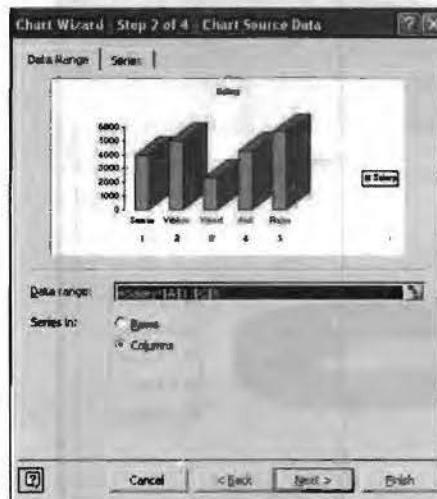 Chart Wizard - Step 2 of 4 - Chart Source Data
Data Range Series
Salary
6000
5000
4000
3000
2000
1000
0
Salary
1 2 3 4 5
Data range:
Series in: Rows
Columns
Cancel < Back Next > Finish